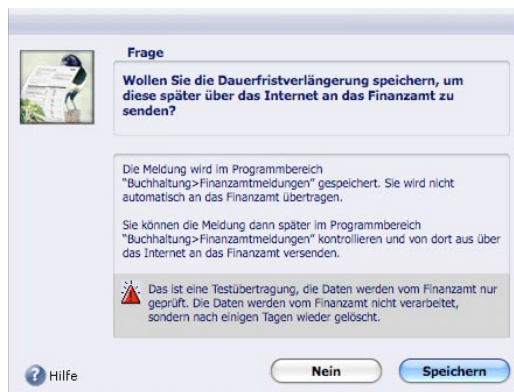 Frage
Wollen Sie die Dauerfristverlängerung speichern, um
diese später über das Internet an das Finanzamt zu
senden?
Die Meldung wird im Programmbereich
"Buchhaltung>Finanzamtmeldungen" gespeichert. Sie wird nicht
automatisch an das Finanzamt übertragen.
Sie können die Meldung dann später im Programmbereich
"Buchhaltung>Finanzamtmeldungen" kontrollieren und von dort aus über
das Internet an das Finanzamt versenden.
Das ist eine Testübertragung, die Daten werden vom Finanzamt nur
geprüft. Die Daten werden vom Finanzamt nicht verarbeitet,
sondern nach einigen Tagen wieder gelöscht.
Hilfe
Nein
Speichern